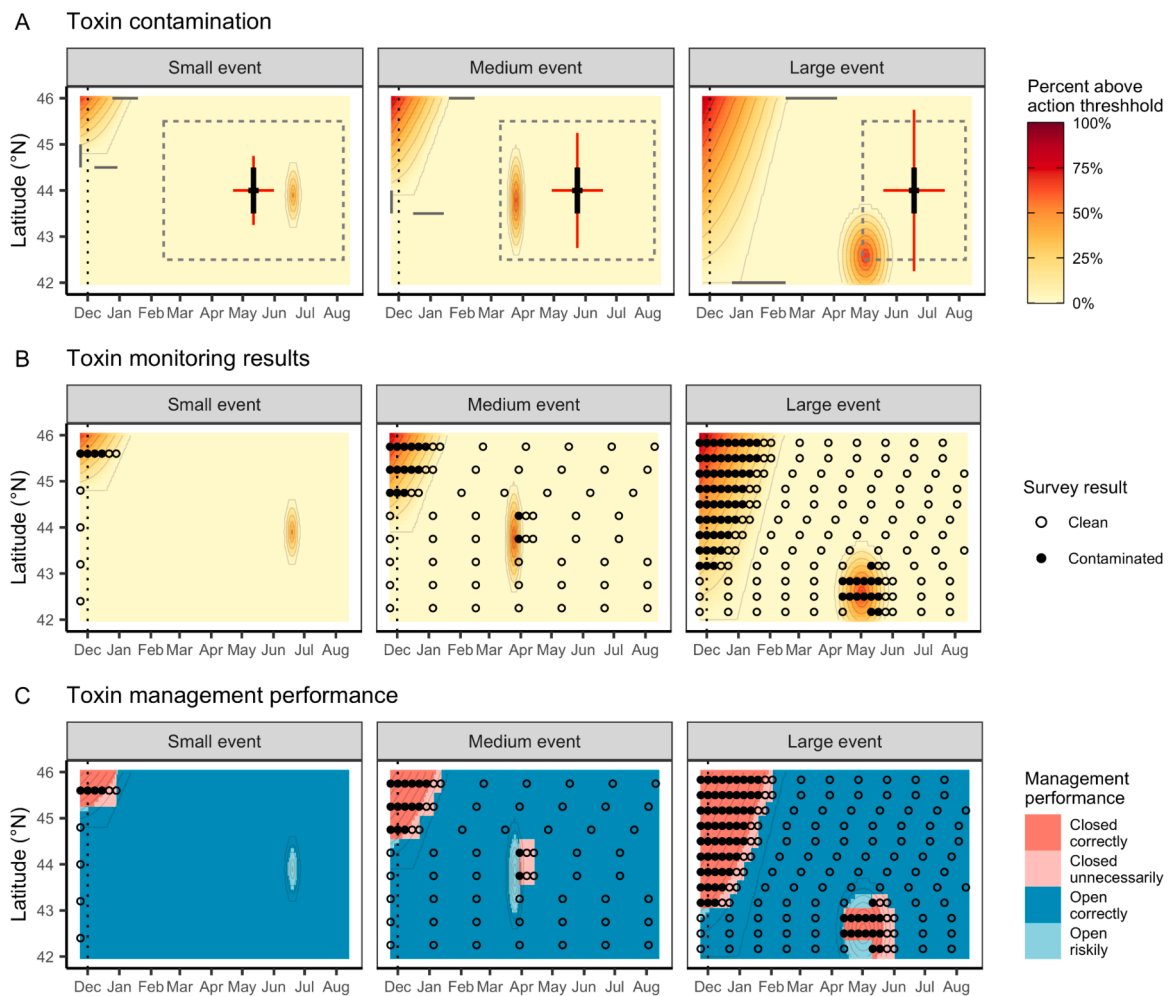 A Toxin contamination
Small event Medium event Large event
Latitude (°N)
46
45
44
43
42
Dec Jan Feb Mar Apr May Jun Jul Aug Dec Jan Feb Mar Apr May Jun Jul Aug Dec Jan Feb Mar Apr May Jun Jul Aug
Percent above
action threshhold
100%
75%
50%
25%
0%
B Toxin monitoring results
Small event Medium event Large event
Latitude (°N)
46
45
44
43
42
Dec Jan Feb Mar Apr May Jun Jul Aug Dec Jan Feb Mar Apr May Jun Jul Aug Dec Jan Feb Mar Apr May Jun Jul Aug
Survey result
Clean
Contaminated
C Toxin management performance
Small event Medium event Large event
Latitude (°N)
46
45
44
43
42
Dec Jan Feb Mar Apr May Jun Jul Aug Dec Jan Feb Mar Apr May Jun Jul Aug Dec Jan Feb Mar Apr May Jun Jul Aug
Management
performance
Closed
correctly
Closed
unnecessarily
Open
correctly
Open
riskily